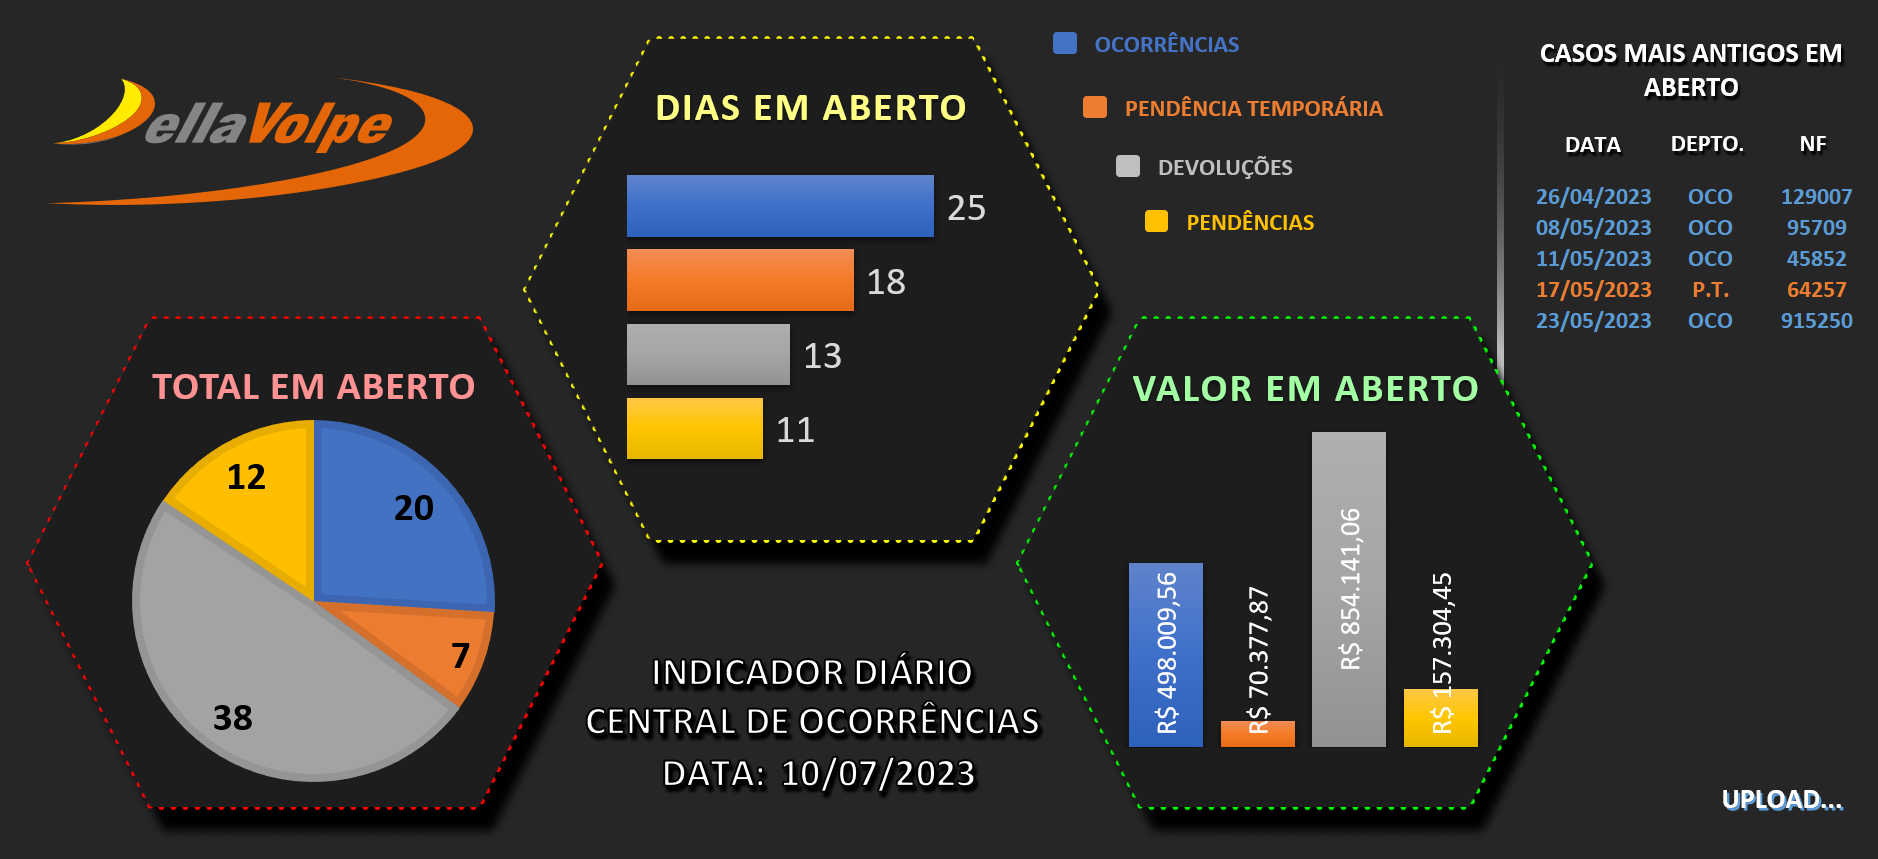 ellaVolpe
DIAS EM ABERTO
25
18
13
11
OCORRÊNCIAS
PENDÊNCIA TEMPORÁRIA
DEVOLUÇÕES
PENDÊNCIAS
CASOS MAIS ANTIGOS EM
ABERTO
DATA DEPTO. NF
26/04/2023 OCO 129007
08/05/2023 OCO 95709
11/05/2023 OCO 45852
17/05/2023 P.T. 64257
23/05/2023 OCO 915250
TOTAL EM ABERTO
12
20
7
38
INDICADOR DIÁRIO
CENTRAL DE OCORRÊNCIAS
DATA: 10/07/2023
VALOR EM ABERTO
R$ 498.009,56
R$ 70.377,87
R$ 854.141,06
R$ 157.304,45
UPLOAD...